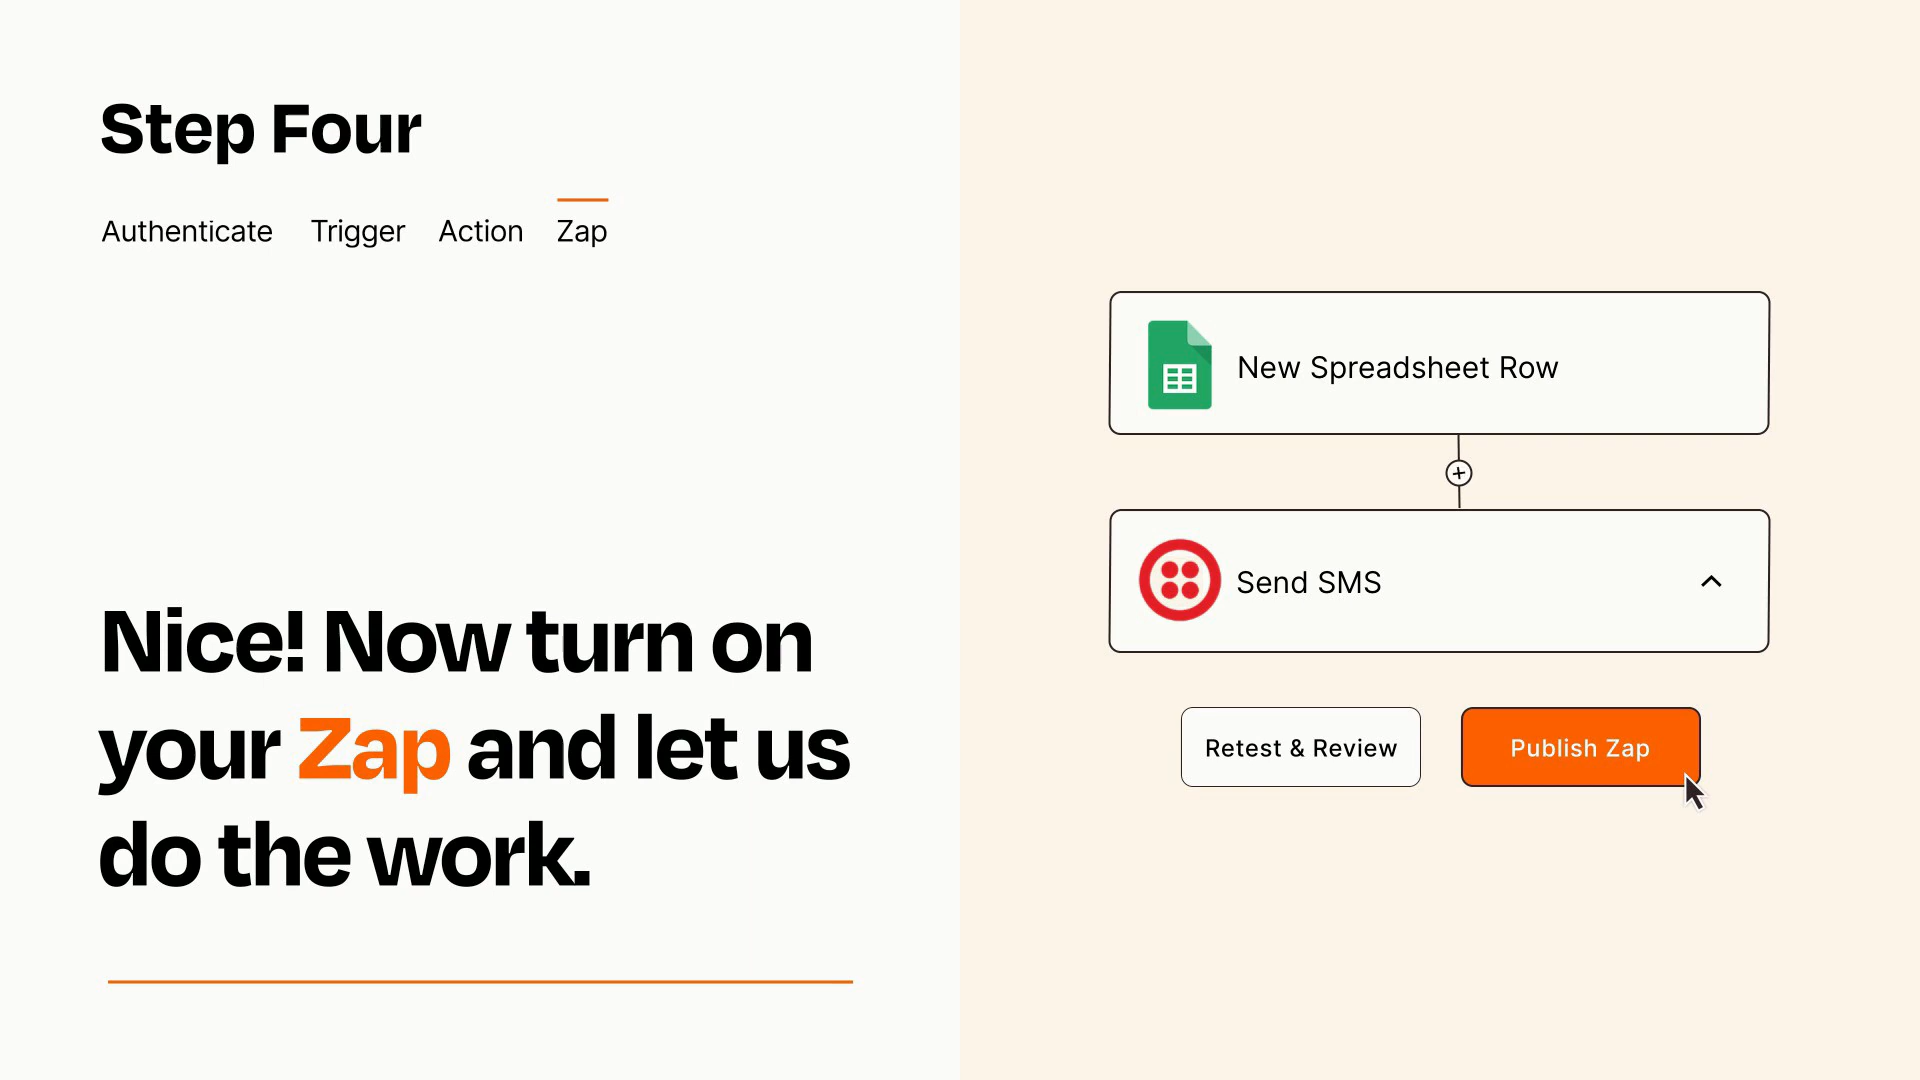 Step Four
Authenticate Trigger Action Zap
Nice! Now turn on
your Zap and let us
do the work.
New Spreadsheet Row
Send SMS
Retest & Review
Publish Zap